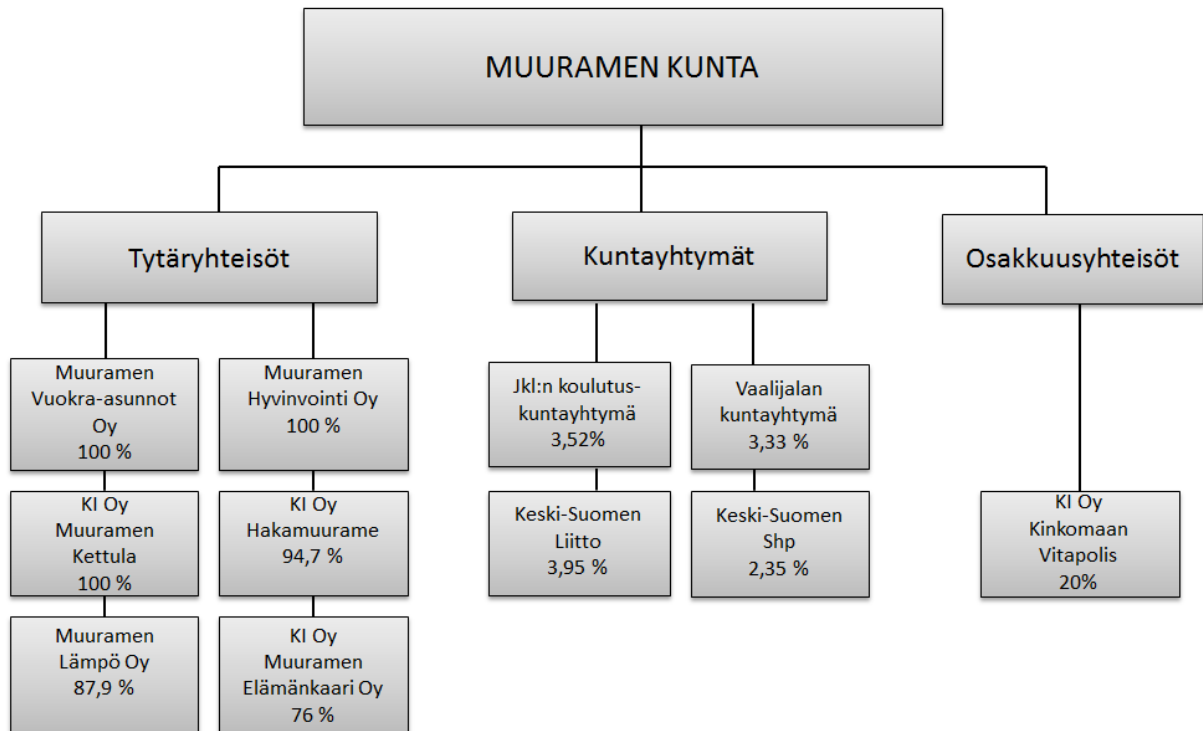 MUURAMEN KUNTA
Tytäryhteisöt
Kuntayhtymät
Osakkuusyhteisöt
Muuramen
Vuokra-asunnot
Oy
100 %
Muuramen
Hyvinvointi Oy
100 %
Jkl:n koulutus-
kuntayhtymä
3,52%
Vaalijalan
kuntayhtymä
3,33 %
KI Oy
Muuramen
Kettula
100 %
KI Oy
Hakamuurame
94,7 %
Keski-Suomen
Liitto
3,95 %
Keski-Suomen
Shp
2,35 %
KI Oy
Kinkomaan
Vitapolis
20%
Muuramen
Lämpö Oy
87,9 %
KI Oy
Muuramen
Elämänkaari Oy
76 %